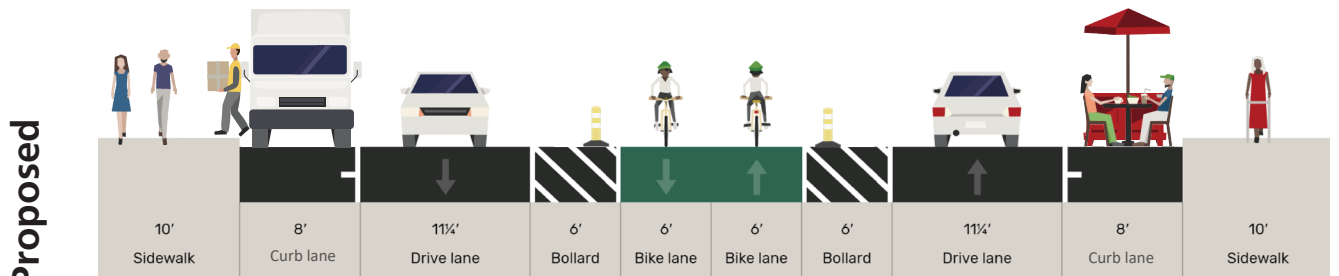 Proposed
10′ 8′ 11¼′ 6′ 6′ 6′ 6′ 11¼′ 8′ 10′
Sidewalk Curb lane Drive lane Bollard Bike lane Bike lane Bollard Drive lane Curb lane Sidewalk